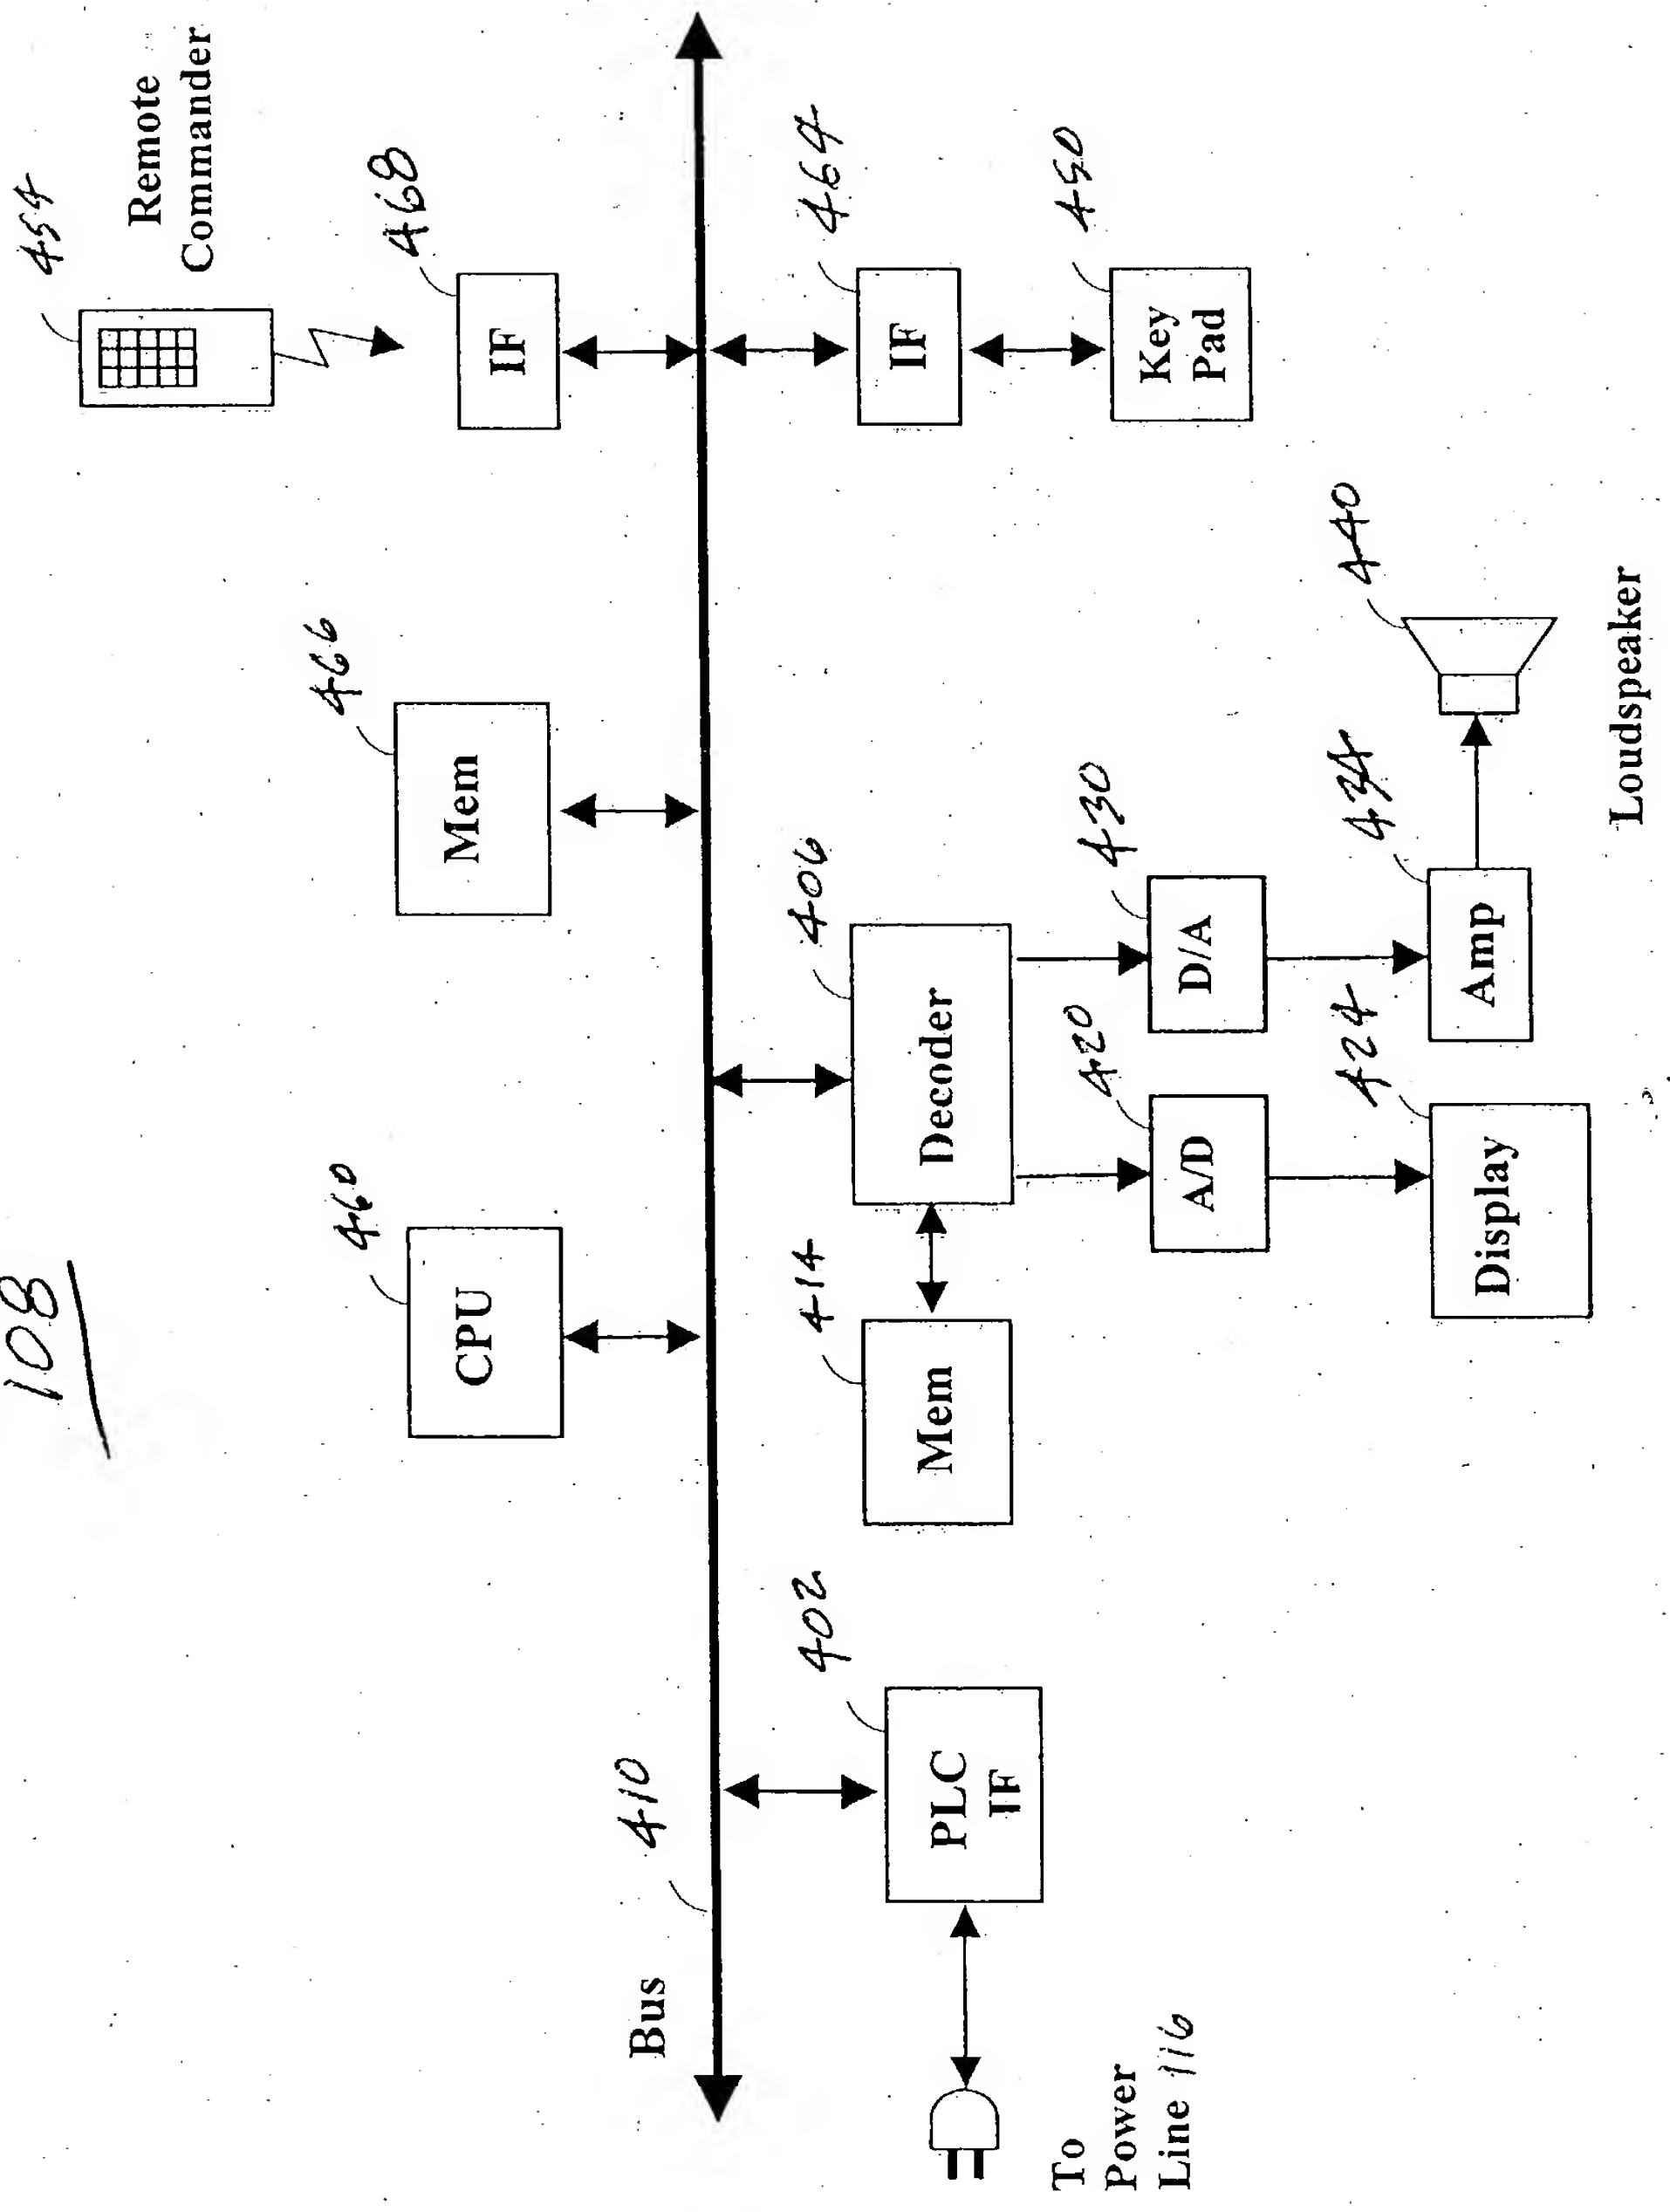 108
454
Remote
Commander
460
CPU
466
Mem
468
IF
Bus
410
402
PLC
IF
414
Mem
406
Decoder
464
IF
To
Power
Line 116
420
A/D
430
D/A
450
Key
Pad
424
Display
434
Amp
440
Loudspeaker